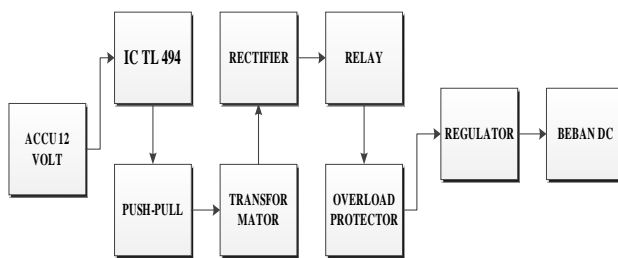 ACCU 12
VOLT
IC TL 494
PUSH-PULL
TRANSFOR
MATOR
RECTIFIER
RELAY
OVERLOAD
PROTECTOR
REGULATOR
BEBAN DC